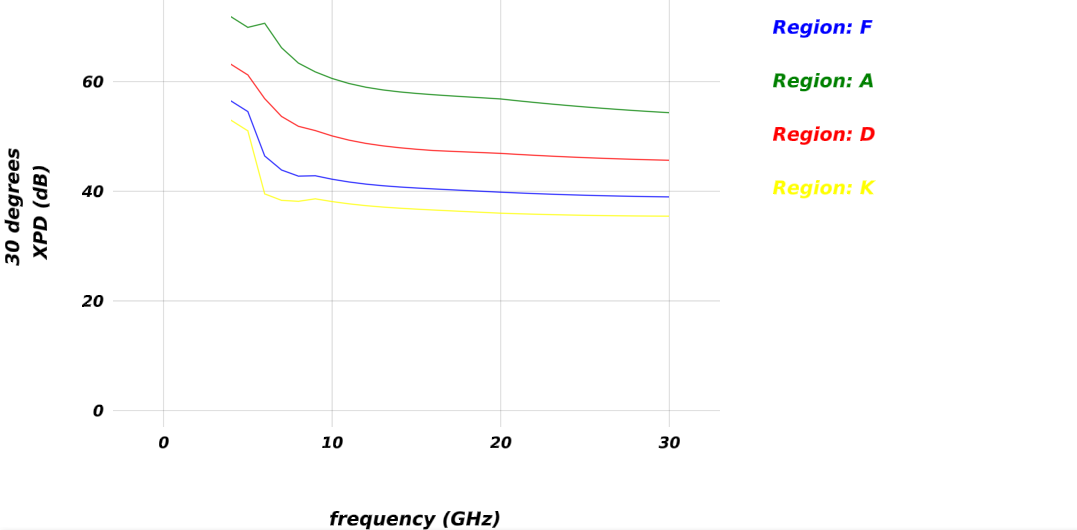 Region: F
Region: A
Region: D
Region: K
60
40
20
0
30 degrees
XPD (dB)
0 10 20 30
frequency (GHz)